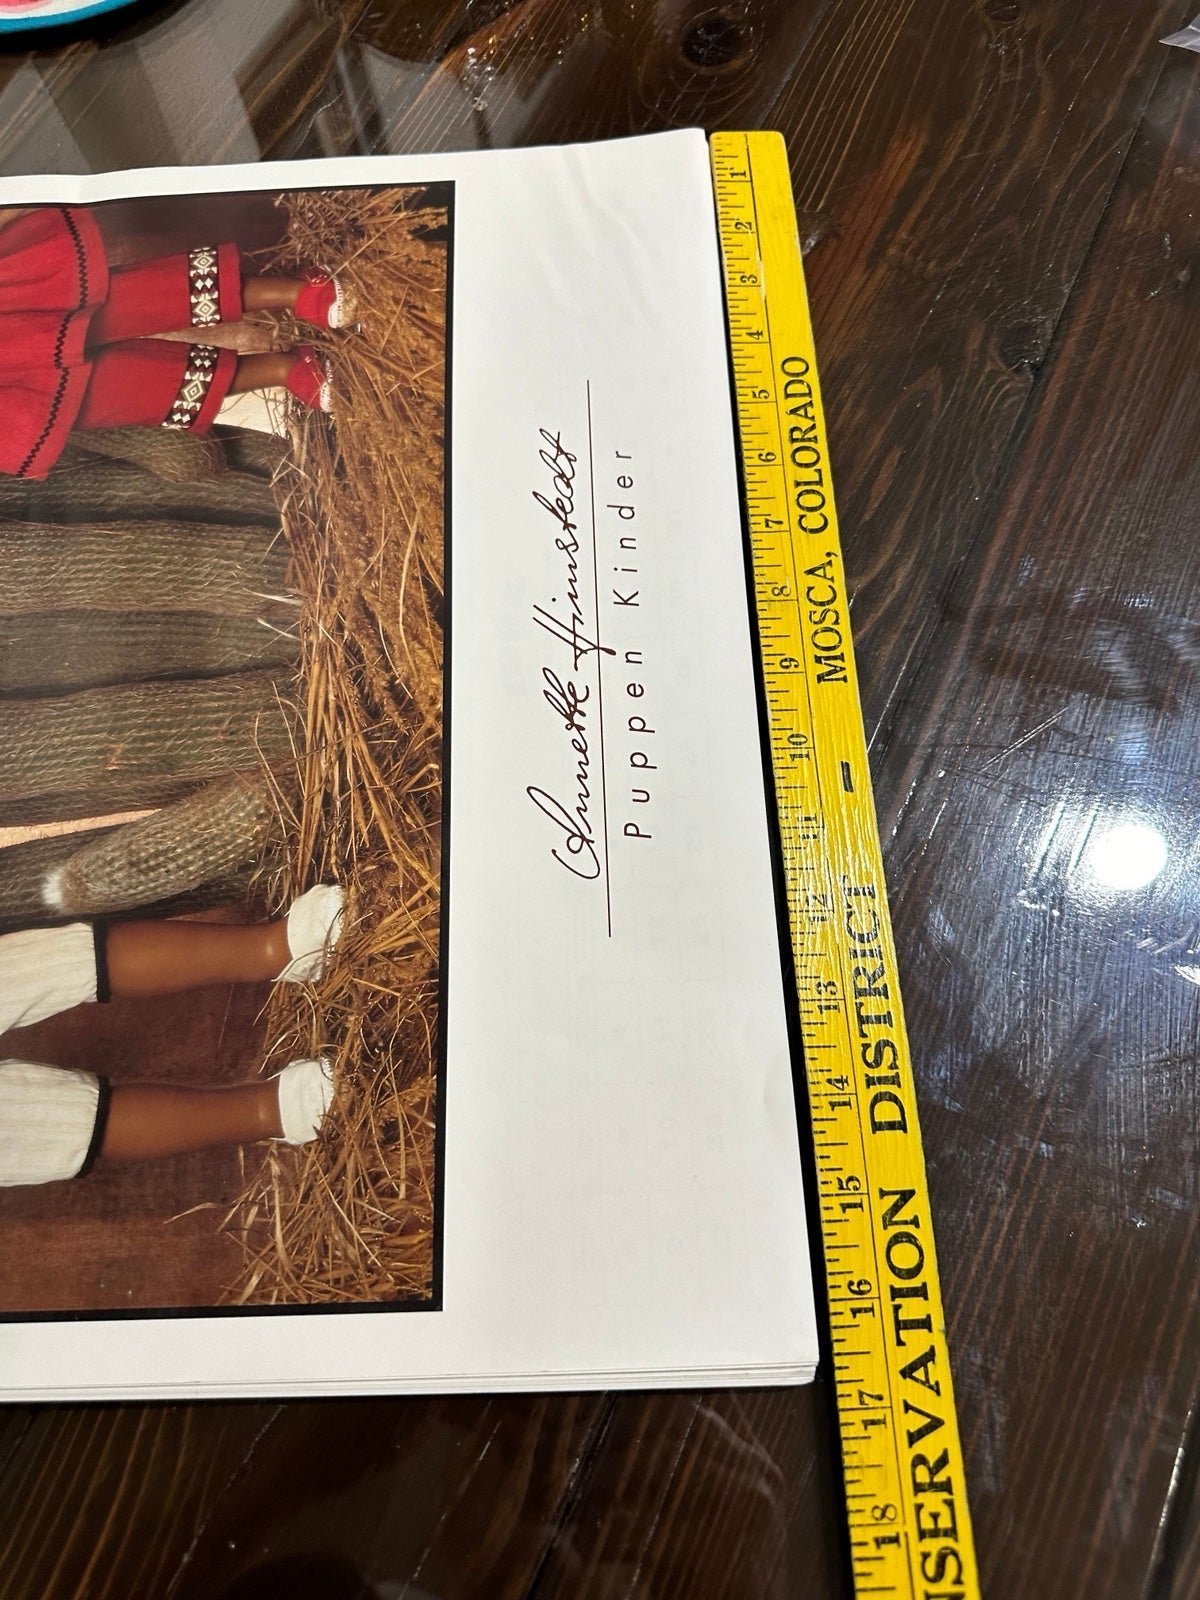 Annette Himstedt
Puppen Kinder
1 2 3 4 5 6 7 8 9 10 11 12 13 14 15 16 17 18
NSERVATION DISTRICT - MOSCA, COLORADO